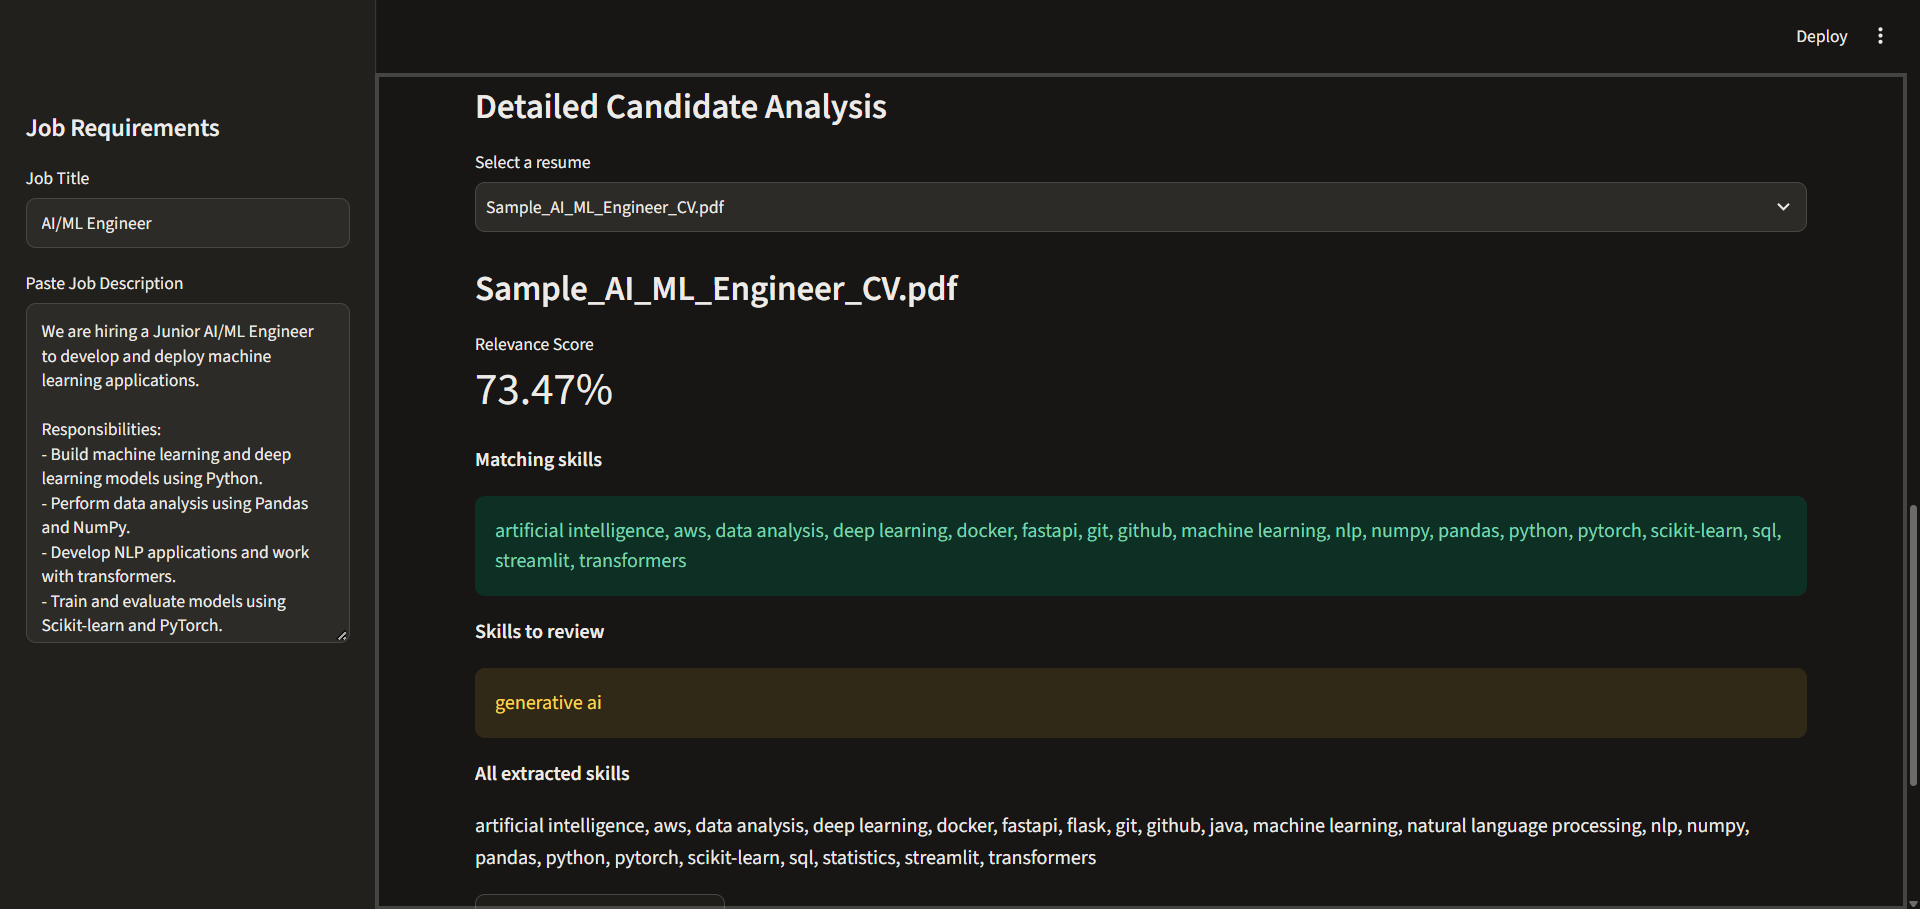 Deploy
Job Requirements
Job Title
AI/ML Engineer
Paste Job Description
We are hiring a Junior AI/ML Engineer
to develop and deploy machine
learning applications.
Responsibilities:
- Build machine learning and deep
learning models using Python.
- Perform data analysis using Pandas
and NumPy.
- Develop NLP applications and work
with transformers.
- Train and evaluate models using
Scikit-learn and PyTorch.
Detailed Candidate Analysis
Select a resume
Sample_AI_ML_Engineer_CV.pdf
Sample_AI_ML_Engineer_CV.pdf
Relevance Score
73.47%
Matching skills
artificial intelligence, aws, data analysis, deep learning, docker, fastapi, git, github, machine learning, nlp, numpy, pandas, python, pytorch, scikit-learn, sql,
streamlit, transformers
Skills to review
generative ai
All extracted skills
artificial intelligence, aws, data analysis, deep learning, docker, fastapi, flask, git, github, java, machine learning, natural language processing, nlp, numpy,
pandas, python, pytorch, scikit-learn, sql, statistics, streamlit, transformers